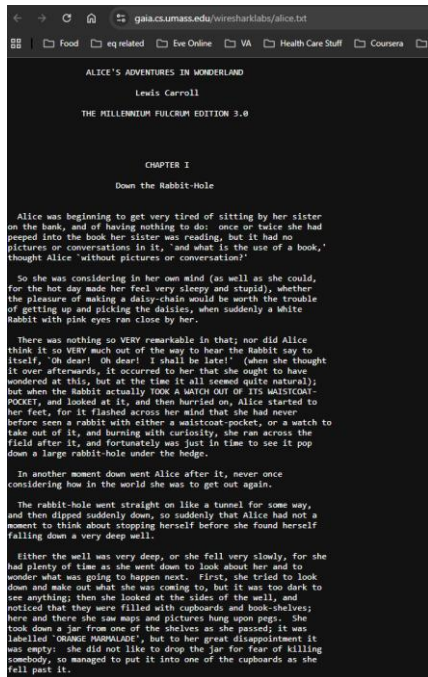 gaia.cs.umass.edu/wiresharklabs/alice.txt
Food eq related Eve Online VA Health Care Stuff Coursera
ALICE'S ADVENTURES IN WONDERLAND
Lewis Carroll
THE MILLENNIUM FULCRUM EDITION 3.0
CHAPTER I
Down the Rabbit-Hole
Alice was beginning to get very tired of sitting by her sister
on the bank, and of having nothing to do: once or twice she had
peeped into the book her sister was reading, but it had no
pictures or conversations in it, `and what is the use of a book,'
thought Alice `without pictures or conversation?'
So she was considering in her own mind (as well as she could,
for the hot day made her feel very sleepy and stupid), whether
the pleasure of making a daisy-chain would be worth the trouble
of getting up and picking the daisies, when suddenly a White
Rabbit with pink eyes ran close by her.
There was nothing so VERY remarkable in that; nor did Alice
think it so VERY much out of the way to hear the Rabbit say to
itself, `Oh dear! Oh dear! I shall be late!' (when she thought
it over afterwards, it occurred to her that she ought to have
wondered at this, but at the time it all seemed quite natural);
but when the Rabbit actually TOOK A WATCH OUT OF ITS WAISTCOAT-
POCKET, and looked at it, and then hurried on, Alice started to
her feet, for it flashed across her mind that she had never
before seen a rabbit with either a waistcoat-pocket, or a watch to
take out of it, and burning with curiosity, she ran across the
field after it, and fortunately was just in time to see it pop
down a large rabbit-hole under the hedge.
In another moment down went Alice after it, never once
considering how in the world she was to get out again.
The rabbit-hole went straight on like a tunnel for some way,
and then dipped suddenly down, so suddenly that Alice had not a
moment to think about stopping herself before she found herself
falling down a very deep well.
Either the well was very deep, or she fell very slowly, for she
had plenty of time as she went down to look about her and to
wonder what was going to happen next. First, she tried to look
down and make out what she was coming to, but it was too dark to
see anything; then she looked at the sides of the well, and
noticed that they were filled with cupboards and book-shelves;
here and there she saw maps and pictures hung upon pegs. She
took down a jar from one of the shelves as she passed; it was
labelled `ORANGE MARMALADE', but to her great disappointment it
was empty: she did not like to drop the jar for fear of killing
somebody, so managed to put it into one of the cupboards as she
fell past it.